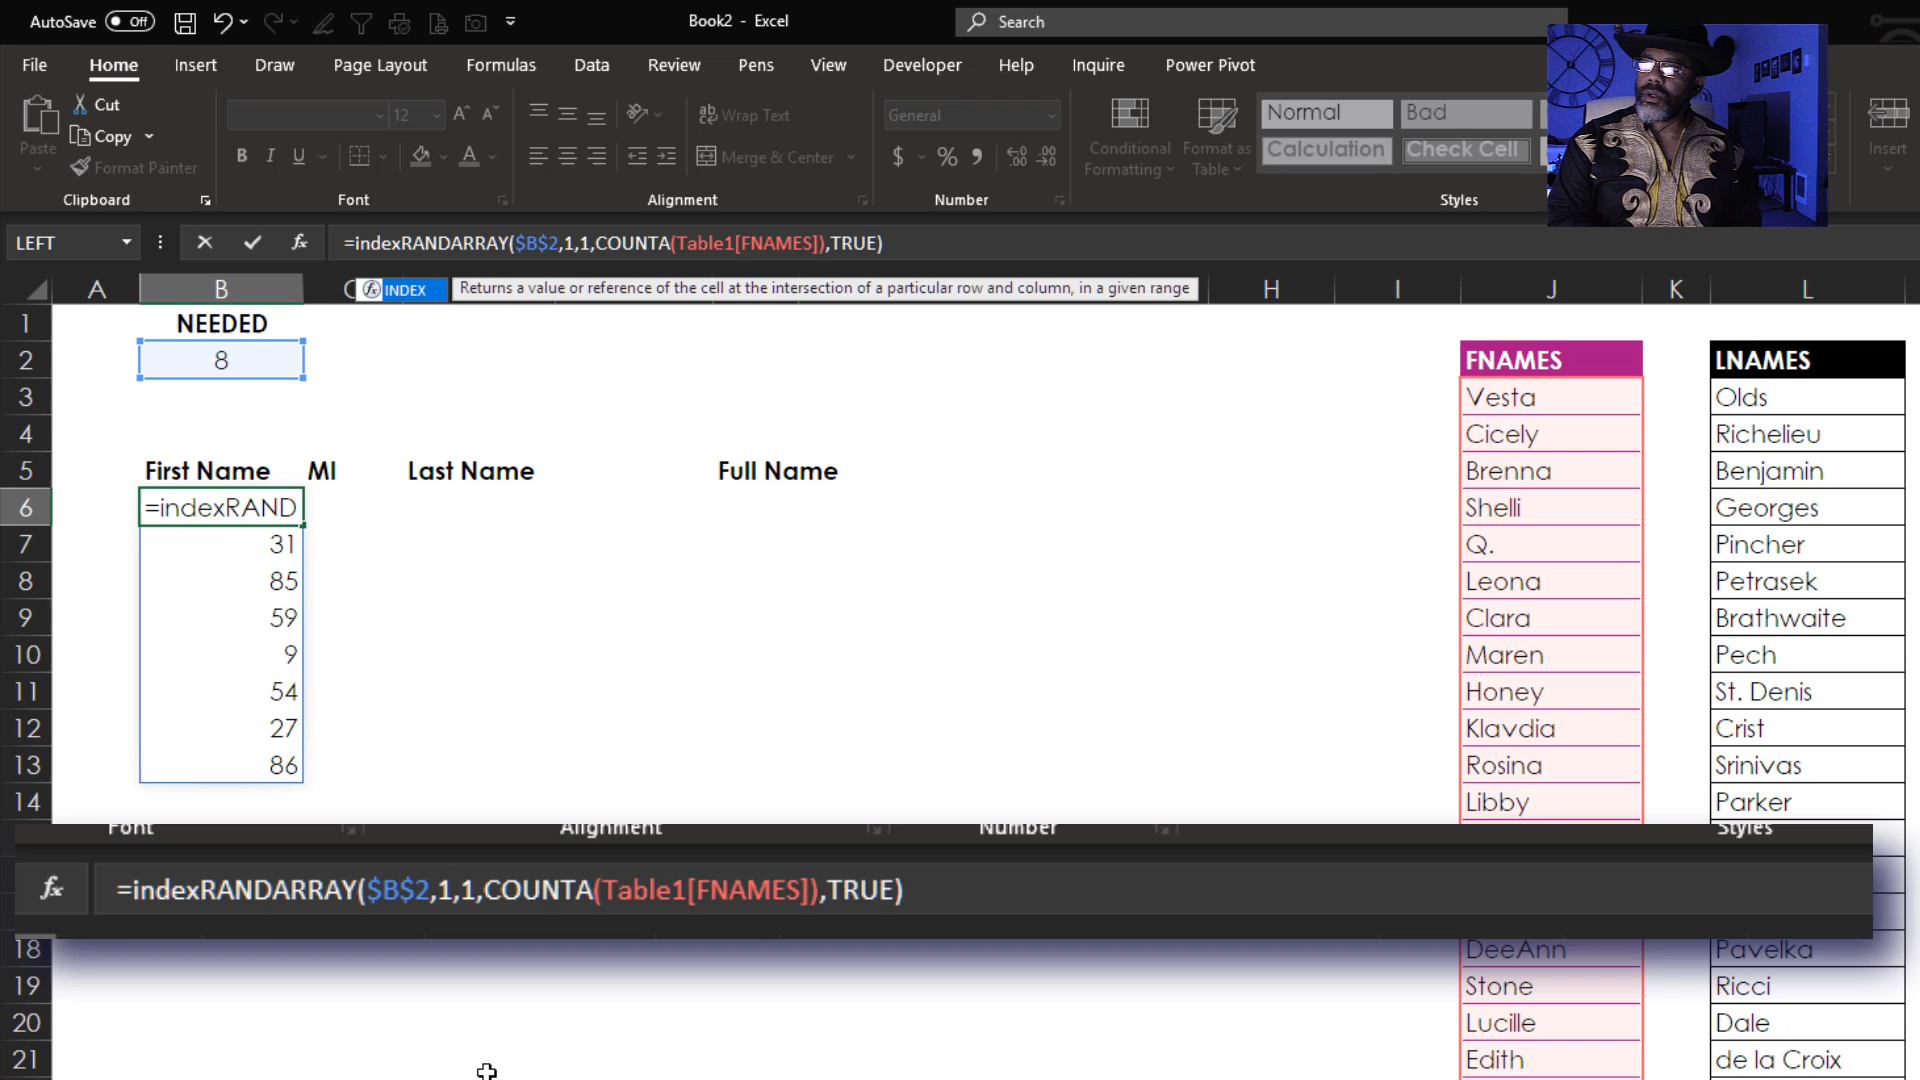 AutoSave Off Book2 - Excel Search
File Home Insert Draw Page Layout Formulas Data Review Pens View Developer Help Inquire Power Pivot
Cut
Copy
Format Painter
Paste
Clipboard
12
B I U
Font
Wrap Text
Merge & Center
Alignment
General
$ %
Number
Conditional Formatting
Format as Table
Normal
Bad
Calculation
Check Cell
Styles
Insert
LEFT =indexRANDARRAY($B$2,1,1,COUNTA(Table1[FNAMES]),TRUE)
INDEX Returns a value or reference of the cell at the intersection of a particular row and column, in a given range
A B C H I J K L
1 NEEDED
2 8 FNAMES LNAMES
3 Vesta Olds
4 Cicely Richelieu
5 First Name MI Last Name Full Name Brenna Benjamin
6 =indexRAND Shelli Georges
7 31 Q. Pincher
8 85 Leona Petrasek
9 59 Clara Brathwaite
10 9 Maren Pech
11 54 Honey St. Denis
12 27 Klavdia Crist
13 86 Rosina Srinivas
14 Libby Parker
Font Alignment Number Styles
fx =indexRANDARRAY($B$2,1,1,COUNTA(Table1[FNAMES]),TRUE)
18 DeeAnn Pavelka
19 Stone Ricci
20 Lucille Dale
21 Edith de la Croix